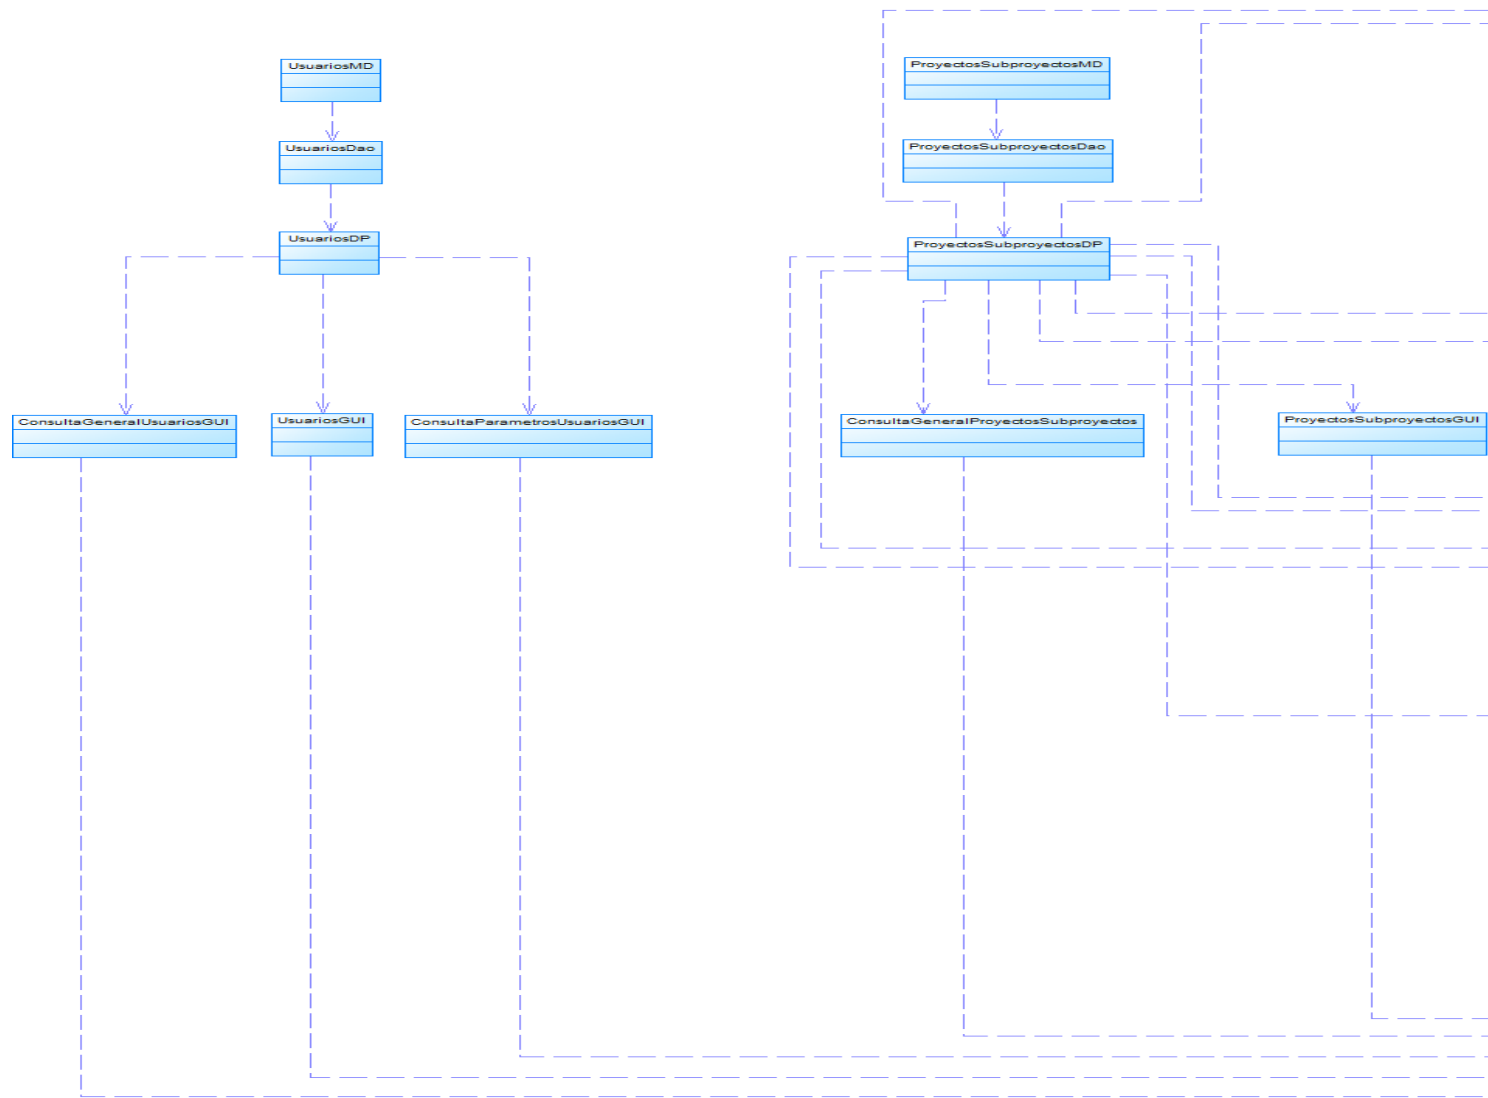 UsuariosMD
ProyectosSubproyectosMD
UsuariosDao
ProyectosSubproyectosDao
UsuariosDP
ProyectosSubproyectosDP
ConsultaGeneralUsuariosGUI
UsuariosGUI
ConsultaParametrosUsuariosGUI
ConsultaGeneralProyectosSubproyectos
ProyectosSubproyectosGUI